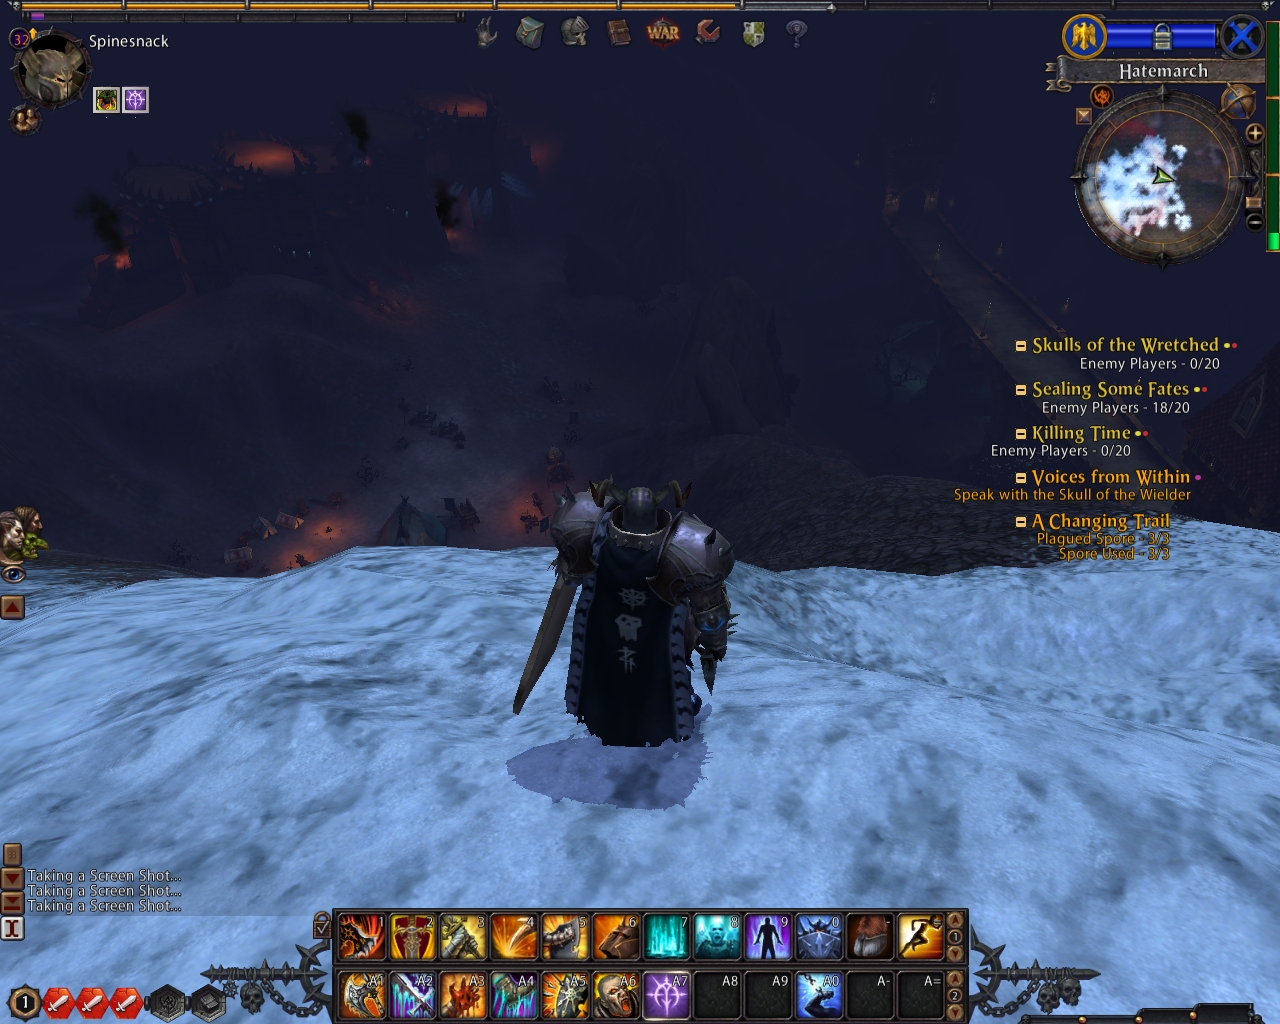 32
Spinesnack
WAR
Hatemarch
Skulls of the Wretched
Enemy Players - 0/20
Sealing Some Fates
Enemy Players - 18/20
Killing Time
Enemy Players - 0/20
Voices from Within
Speak with the Skull of the Wielder
A Changing Trail
Plagued Spore - 3/3
Spore Used - 3/3
Taking a Screen Shot...
Taking a Screen Shot...
Taking a Screen Shot...
1 2 3 4 5 6 7 8 9 0 - = 1
A1 A2 A3 A4 A5 A6 A7 A8 A9 A0 A- A= 2
1